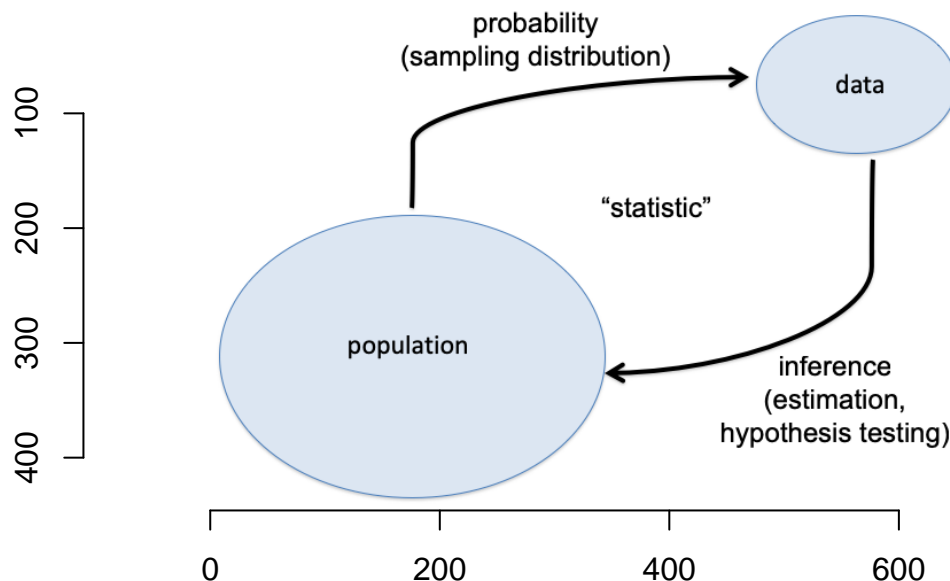 probability
(sampling distribution)
data
100
“statistic”
200
300
population
inference
(estimation,
hypothesis testing)
400
0
200
400
600